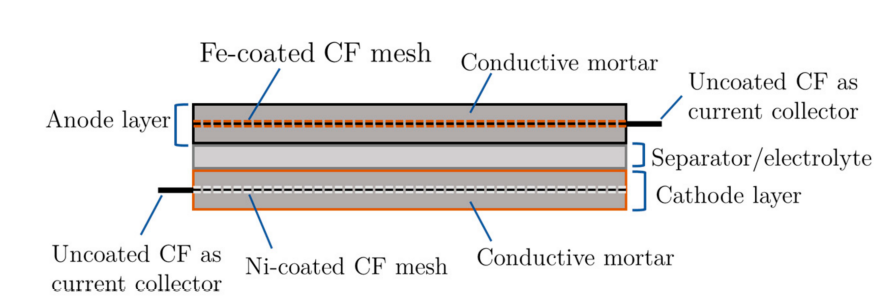 Fe-coated CF mesh
Conductive mortar
Uncoated CF as
current collector
Anode layer
Separator/electrolyte
Cathode layer
Uncoated CF as
current collector
Ni-coated CF mesh
Conductive mortar